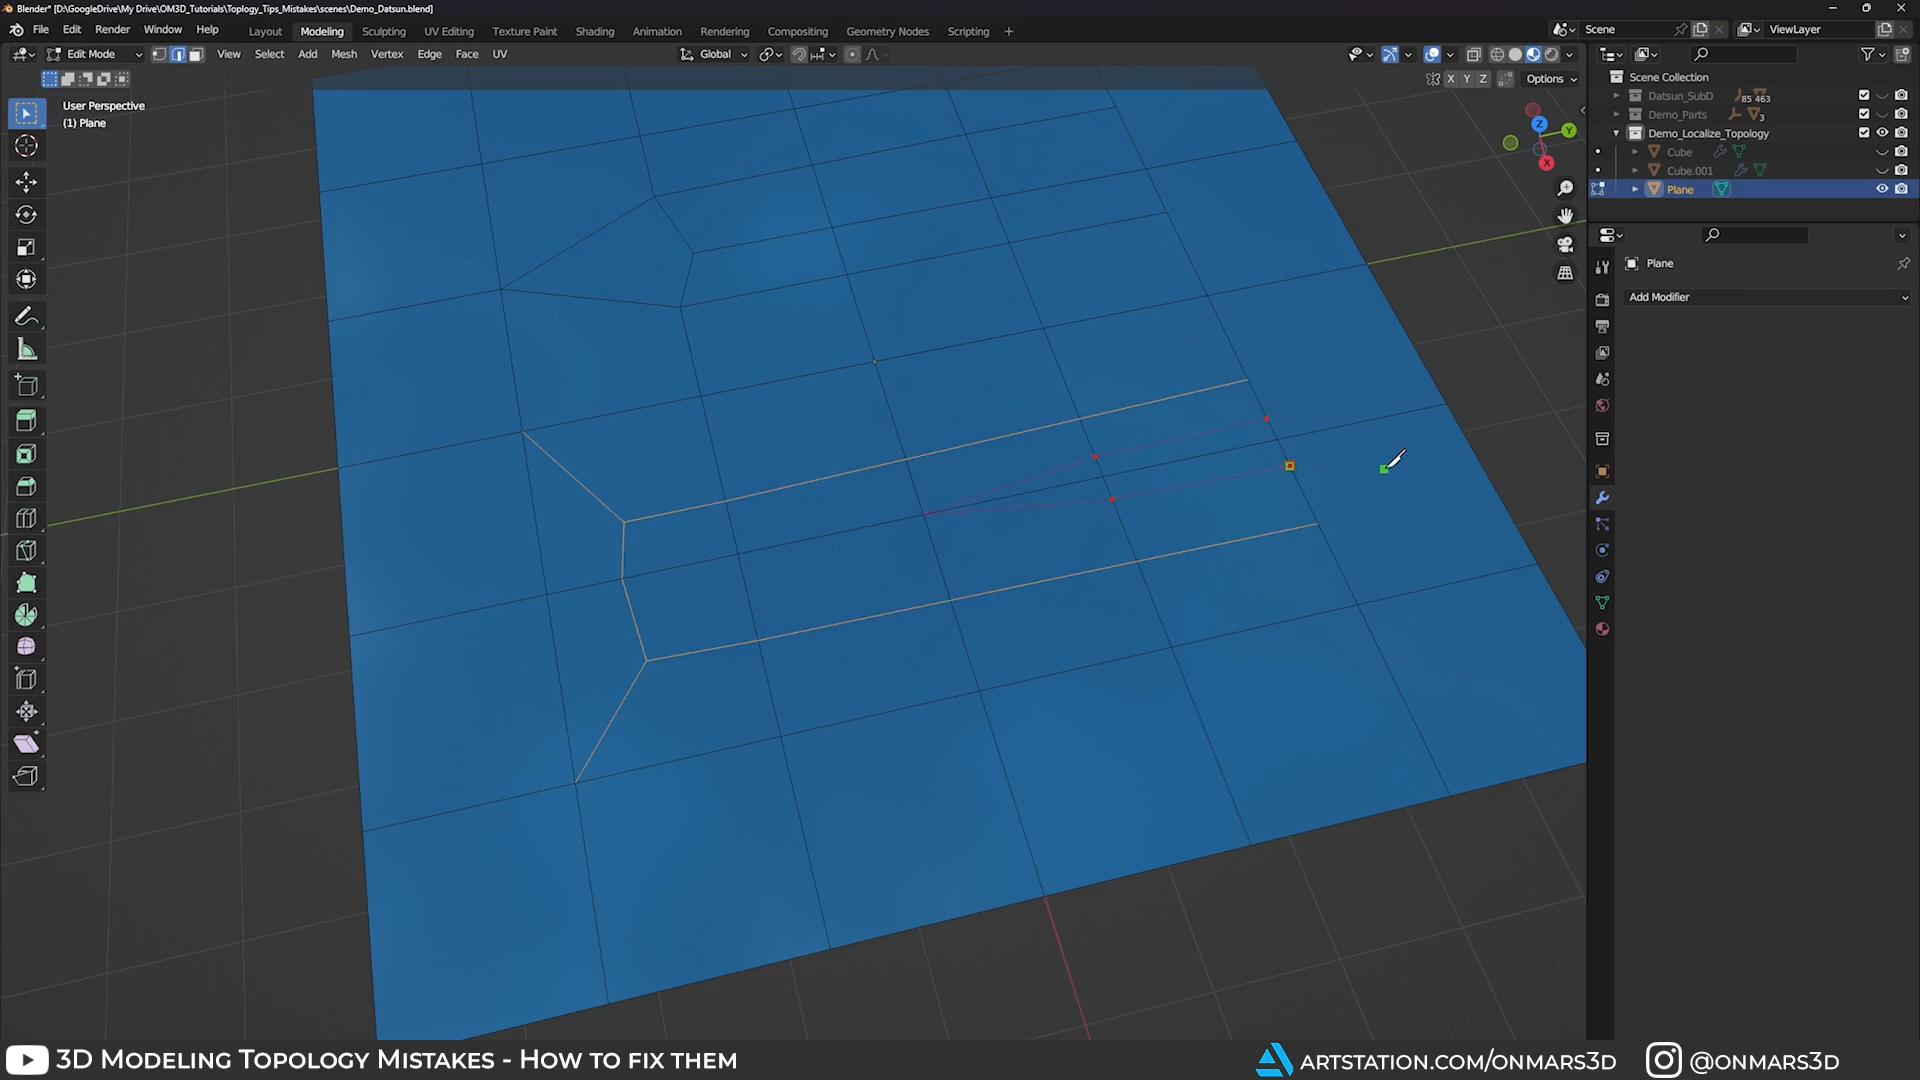 Blender* [D:\GoogleDrive\My Drive\OM3D_Tutorials\Toplogy_Tips_Mistakes\scenes\Demo_Datsun.blend]
File Edit Render Window Help Layout Modeling Sculpting UV Editing Texture Paint Shading Animation Rendering Compositing Geometry Nodes Scripting + Scene ViewLayer
Edit Mode View Select Add Mesh Vertex Edge Face UV Global
X Y Z Options
User Perspective
(1) Plane
Z
Y
X
Scene Collection
Datsun_SubD 85 463
Demo_Parts 3
Demo_Localize_Topology
Cube
Cube.001
Plane
Plane
Add Modifier
3D Modeling Topology Mistakes - How to fix them
artstation.com/onmars3d
@onmars3d